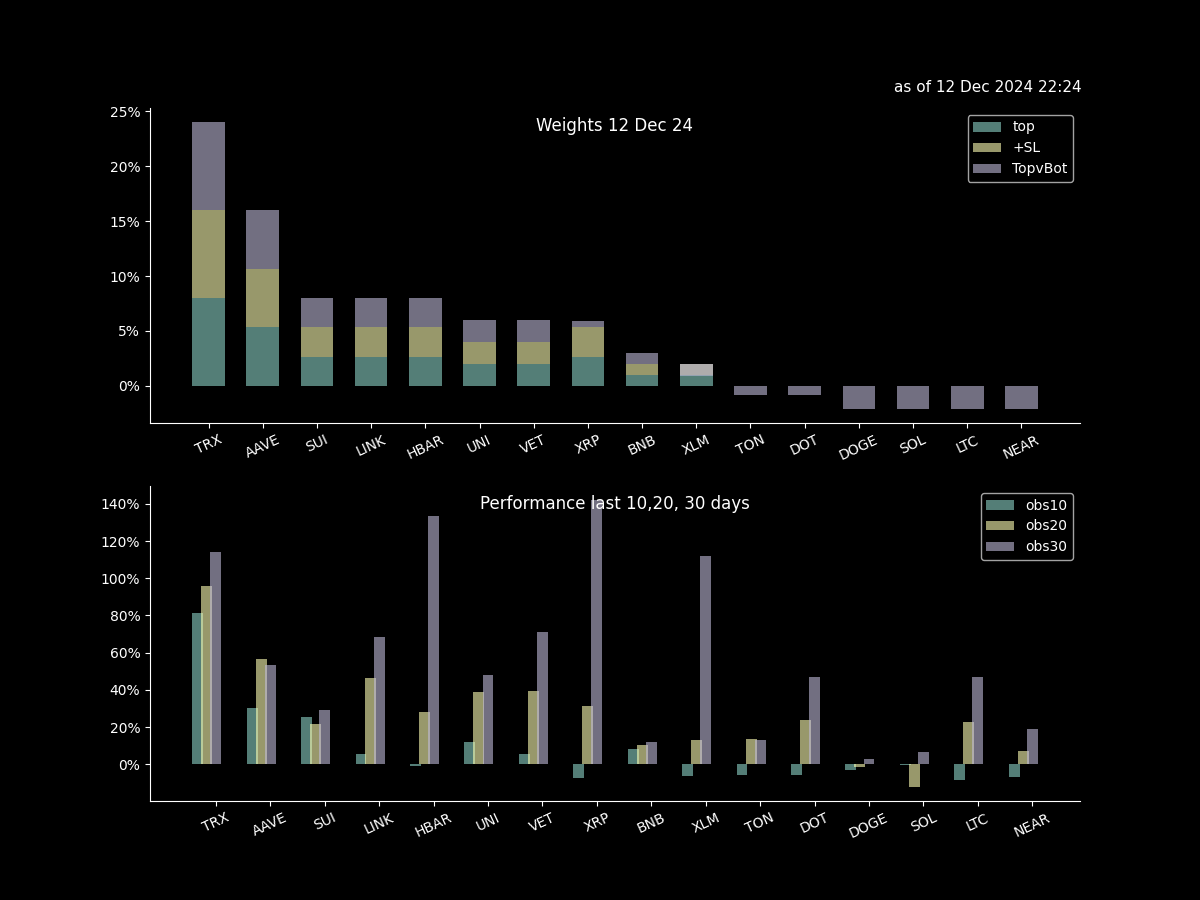 as of 12 Dec 2024 22:24
Weights 12 Dec 24
top
+SL
TopvBot
25%
20%
15%
10%
5%
0%
TRX AAVE SUI LINK HBAR UNI VET XRP BNB XLM TON DOT DOGE SOL LTC NEAR
Performance last 10,20, 30 days
obs10
obs20
obs30
140%
120%
100%
80%
60%
40%
20%
0%
TRX AAVE SUI LINK HBAR UNI VET XRP BNB XLM TON DOT DOGE SOL LTC NEAR